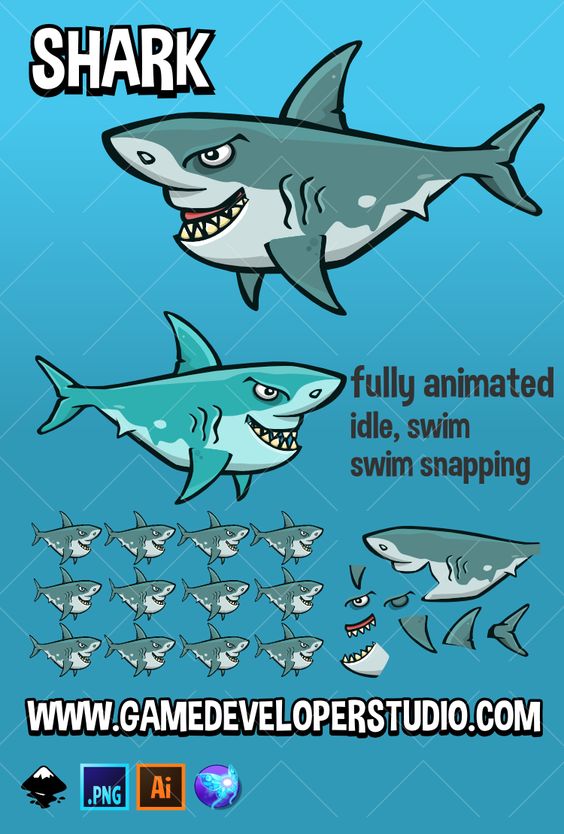 SHARK
fully animated
idle, swim
swim snapping
WWW.GAMEDEVELOPERSTUDIO.COM
.PNG
Ai